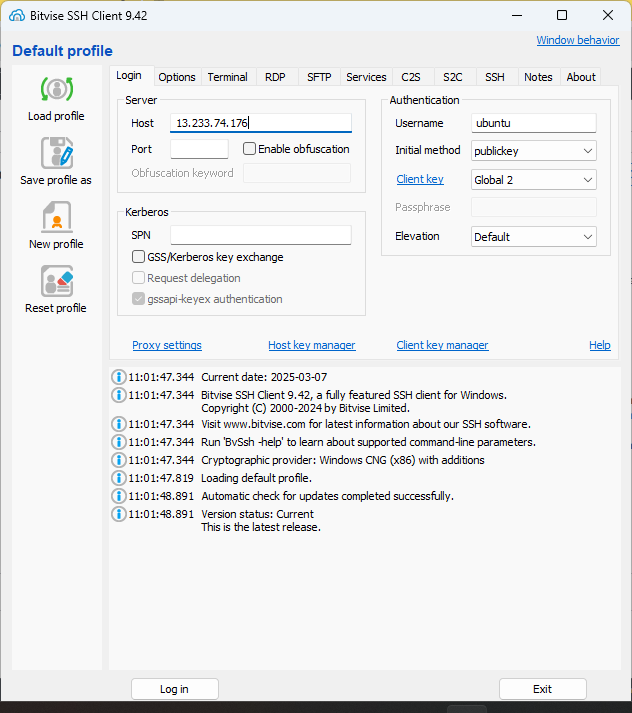 Bitvise SSH Client 9.42
Default profile
Window behavior
Load profile
Save profile as
New profile
Reset profile
Login Options Terminal RDP SFTP Services C2S S2C SSH Notes About
Server
Host 13.233.74.176
Port Enable obfuscation
Obfuscation keyword
Kerberos
SPN
GSS/Kerberos key exchange
Request delegation
gssapi-keyex authentication
Authentication
Username ubuntu
Initial method publickey
Client key Global 2
Passphrase
Elevation Default
Proxy settings Host key manager Client key manager Help
11:01:47.344 Current date: 2025-03-07
11:01:47.344 Bitvise SSH Client 9.42, a fully featured SSH client for Windows.
Copyright (C) 2000-2024 by Bitvise Limited.
11:01:47.344 Visit www.bitvise.com for latest information about our SSH software.
11:01:47.344 Run 'BvSsh -help' to learn about supported command-line parameters.
11:01:47.344 Cryptographic provider: Windows CNG (x86) with additions
11:01:47.819 Loading default profile.
11:01:48.891 Automatic check for updates completed successfully.
11:01:48.891 Version status: Current
This is the latest release.
Log in Exit